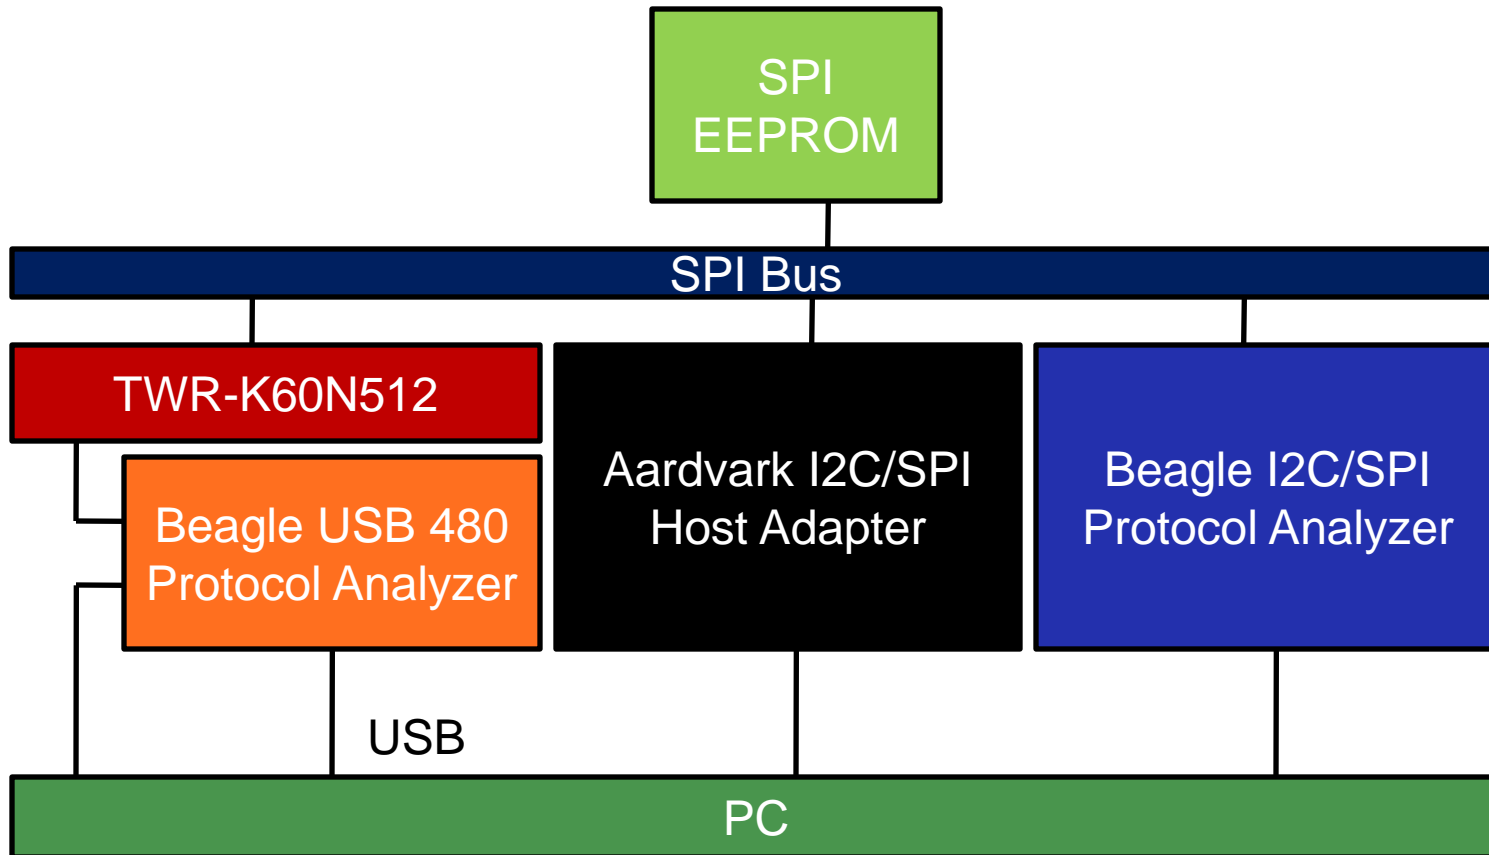 SPI
EEPROM
SPI Bus
TWR-K60N512
Beagle USB 480
Protocol Analyzer
Aardvark I2C/SPI
Host Adapter
Beagle I2C/SPI
Protocol Analyzer
USB
PC